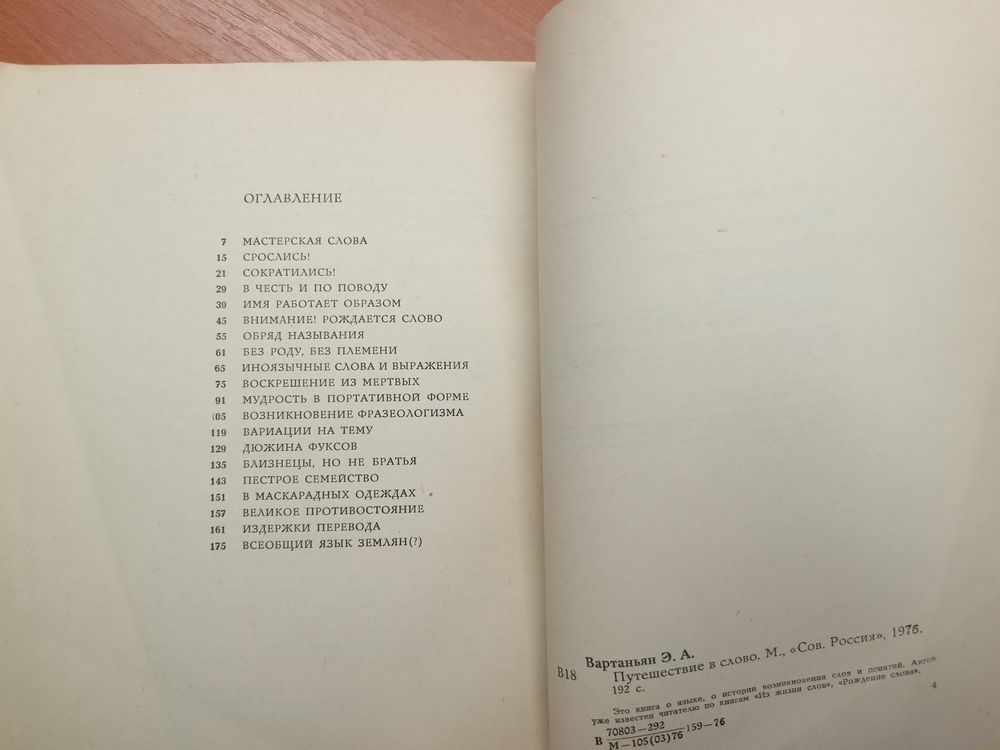 ОГЛАВЛЕНИЕ
7 МАСТЕРСКАЯ СЛОВА
15 СРОСЛИСЬ!
21 СОКРАТИЛИСЬ!
29 В ЧЕСТЬ И ПО ПОВОДУ
39 ИМЯ РАБОТАЕТ ОБРАЗОМ
45 ВНИМАНИЕ! РОЖДАЕТСЯ СЛОВО
55 ОБРЯД НАЗЫВАНИЯ
61 БЕЗ РОДУ, БЕЗ ПЛЕМЕНИ
65 ИНОЯЗЫЧНЫЕ СЛОВА И ВЫРАЖЕНИЯ
75 ВОСКРЕШЕНИЕ ИЗ МЕРТВЫХ
91 МУДРОСТЬ В ПОРТАТИВНОЙ ФОРМЕ
105 ВОЗНИКНОВЕНИЕ ФРАЗЕОЛОГИЗМА
119 ВАРИАЦИИ НА ТЕМУ
129 ДЮЖИНА ФУКСОВ
135 БЛИЗНЕЦЫ, НО НЕ БРАТЬЯ
143 ПЕСТРОЕ СЕМЕЙСТВО
151 В МАСКАРАДНЫХ ОДЕЖДАХ
157 ВЕЛИКОЕ ПРОТИВОСТОЯНИЕ
161 ИЗДЕРЖКИ ПЕРЕВОДА
175 ВСЕОБЩИЙ ЯЗЫК ЗЕМЛЯН(?)
Вартаньян Э. А.
В18 Путешествие в слово. М., «Сов. Россия», 1976.
192 с.
Это книга о языке, о истории возникновения слов и понятий. Автор
уже известен читателю по книгам «Из жизни слов», «Рождение слова».
4
70803—292
В 159—76
М—105(03)76